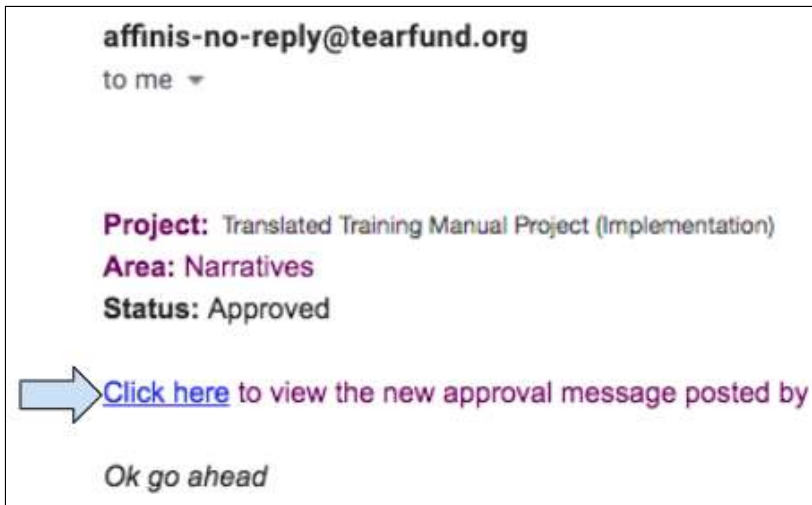 affinis-no-reply@tearfund.org
to me
Project: Translated Training Manual Project (Implementation)
Area: Narratives
Status: Approved
Click here to view the new approval message posted by
Ok go ahead